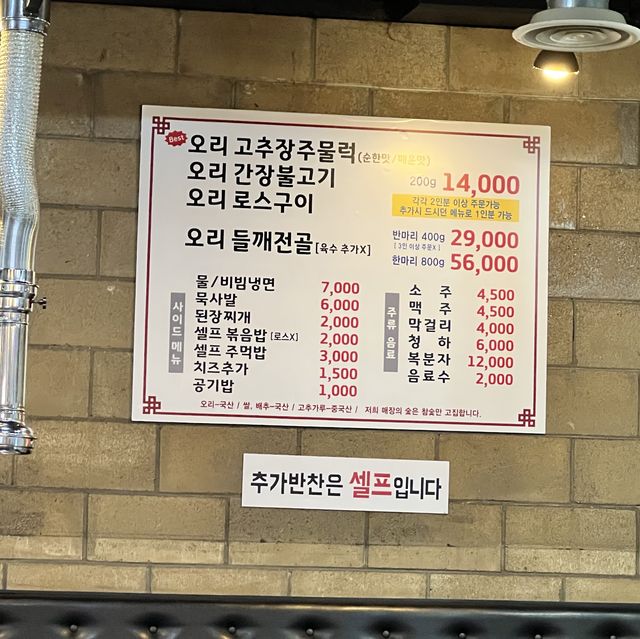 Best
오리 고추장주물럭(순한맛/매운맛)
오리 간장불고기
오리 로스구이
200g 14,000
각각 2인분 이상 주문가능
추가시 드시던 메뉴로 1인분 가능
오리 들깨전골[육수 추가X]
반마리 400g 29,000
[3인 이상 주문X]
한마리 800g 56,000
사이드메뉴
물/비빔냉면 7,000
묵사발 6,000
된장찌개 2,000
셀프 볶음밥[로스X] 2,000
셀프 주먹밥 3,000
치즈추가 1,500
공기밥 1,000
주류 음료
소 주 4,500
맥 주 4,500
막걸리 4,000
청 하 6,000
복분자 12,000
음료수 2,000
오리-국산 / 쌀, 배추-국산 / 고추가루-중국산 / 저희 매장의 숯은 참숯만 고집합니다.
추가반찬은 셀프입니다